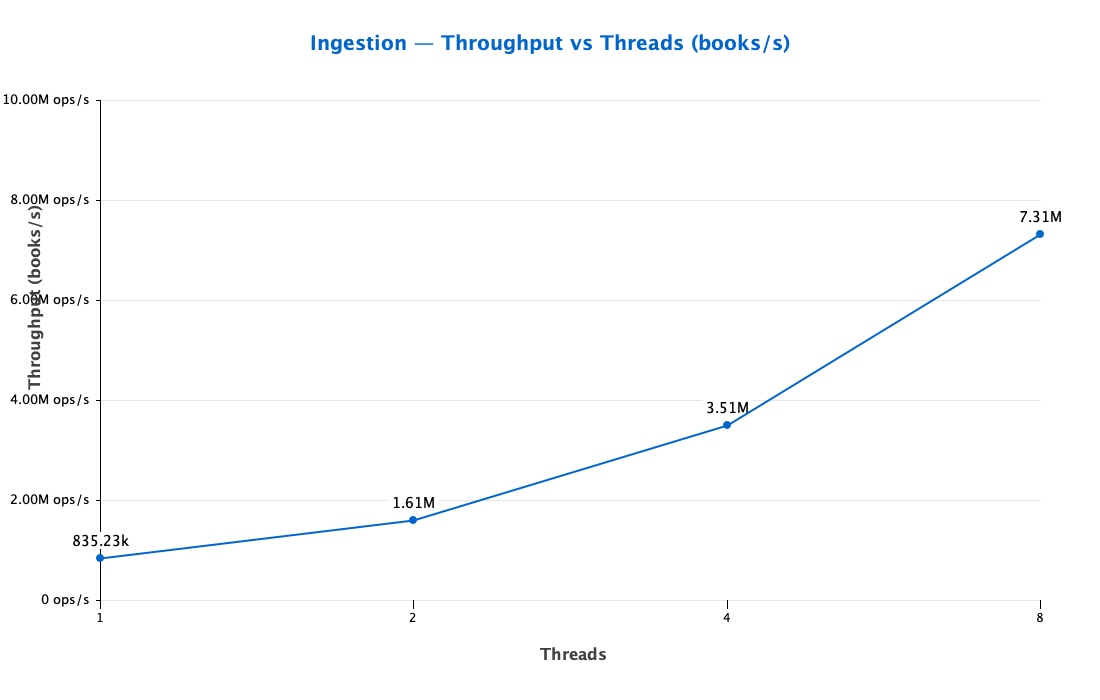 Ingestion — Throughput vs Threads (books/s)
10.00M ops/s
8.00M ops/s
7.31M
Throughput (books/s)
6.00M ops/s
4.00M ops/s
3.51M
2.00M ops/s
1.61M
835.23k
0 ops/s
1 2 4 8
Threads